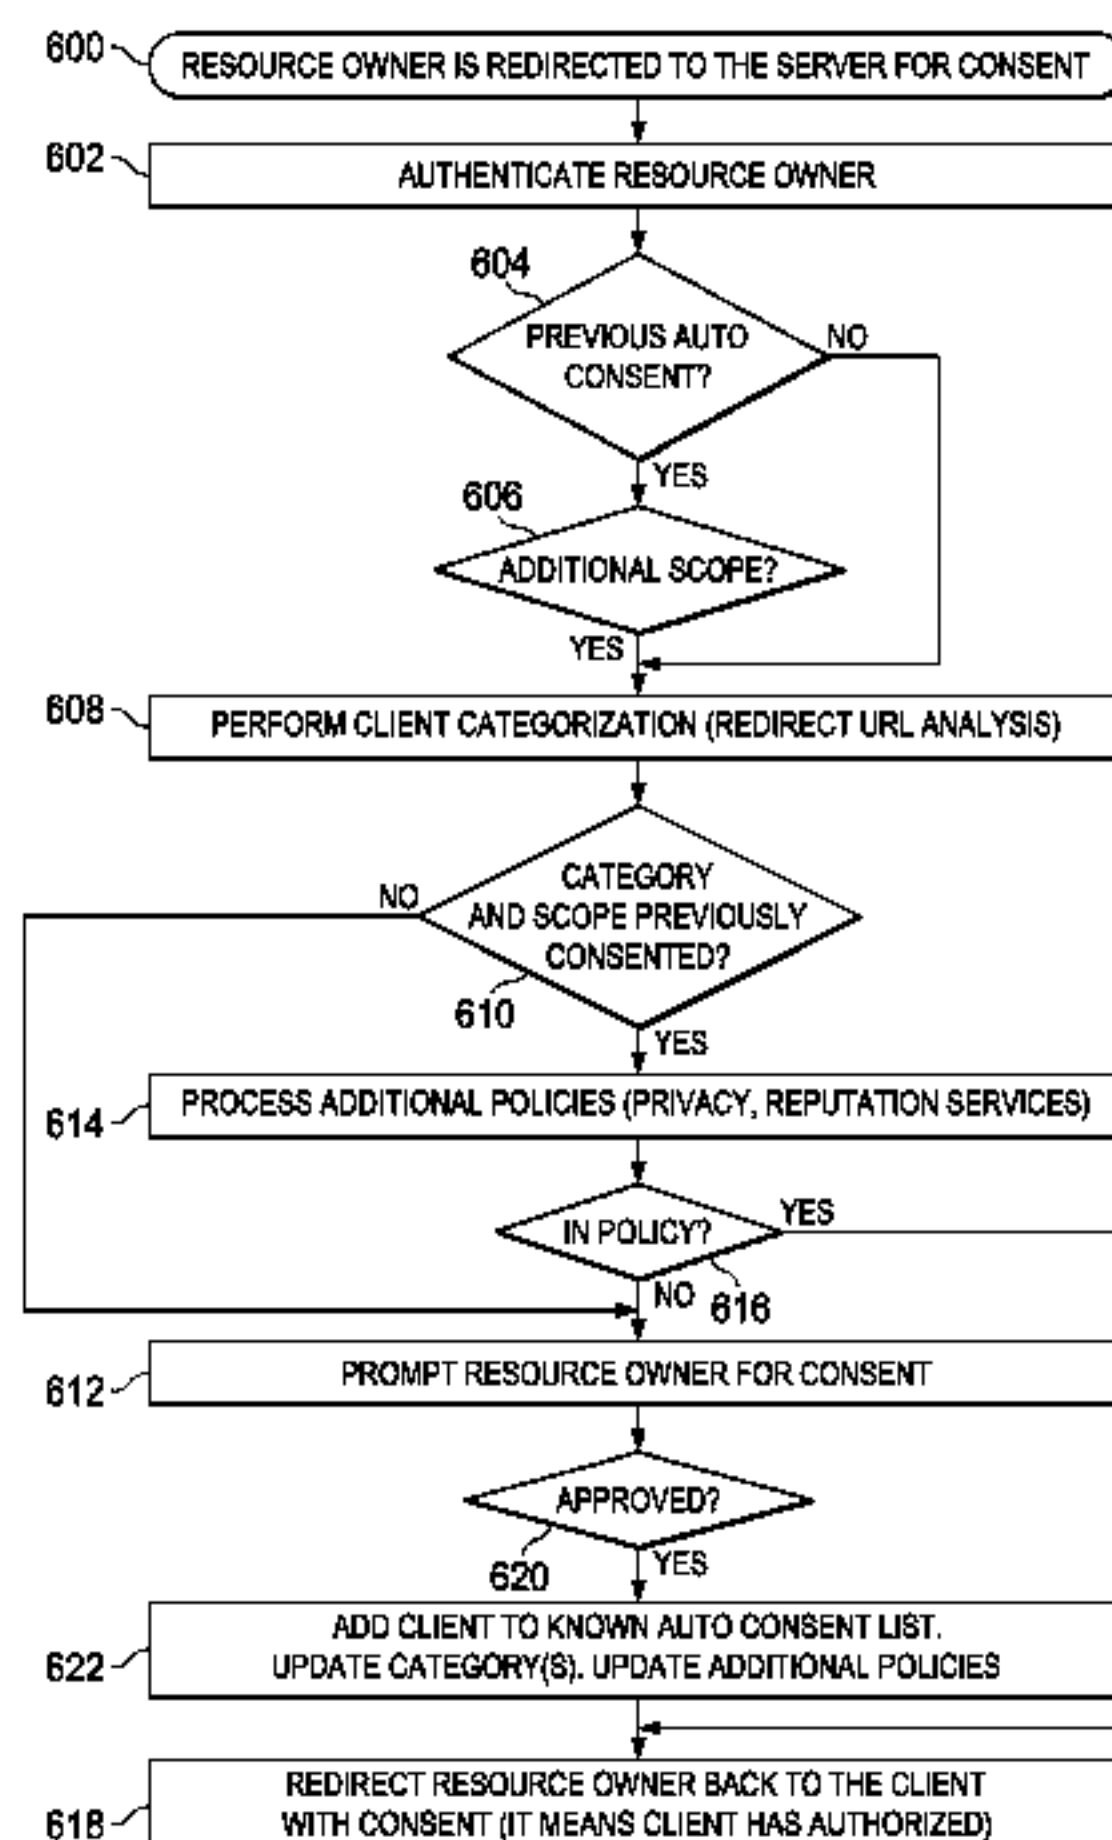 600
RESOURCE OWNER IS REDIRECTED TO THE SERVER FOR CONSENT
602
AUTHENTICATE RESOURCE OWNER
604
PREVIOUS AUTO
CONSENT?
NO
YES
606
ADDITIONAL SCOPE?
YES
608
PERFORM CLIENT CATEGORIZATION (REDIRECT URL ANALYSIS)
NO
CATEGORY
AND SCOPE PREVIOUSLY
CONSENTED?
610
YES
614
PROCESS ADDITIONAL POLICIES (PRIVACY, REPUTATION SERVICES)
IN POLICY?
YES
NO
616
612
PROMPT RESOURCE OWNER FOR CONSENT
APPROVED?
620
YES
622
ADD CLIENT TO KNOWN AUTO CONSENT LIST.
UPDATE CATEGORY(S). UPDATE ADDITIONAL POLICIES
618
REDIRECT RESOURCE OWNER BACK TO THE CLIENT
WITH CONSENT (IT MEANS CLIENT HAS AUTHORIZED)